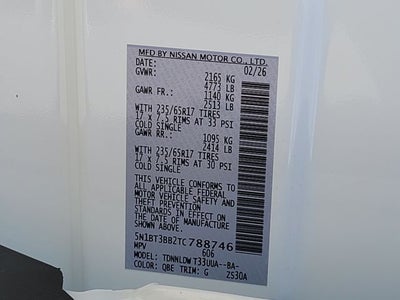 MFD BY NISSAN MOTOR CO., LTD.
DATE: 02/26
GVWR: 2165 KG
4773 LB
GAWR FR.: 1140 KG
2513 LB
WITH 235/65R17 TIRES
17 x 7.5 RIMS AT 33 PSI
COLD SINGLE
GAWR RR.: 1095 KG
2414 LB
WITH 235/65R17 TIRES
17 x 7.5 RIMS AT 30 PSI
COLD SINGLE
THIS VEHICLE CONFORMS TO
ALL APPLICABLE FEDERAL
MOTOR VEHICLE SAFETY AND
THEFT PREVENTION
STANDARDS IN EFFECT ON
THE DATE OF MANUFACTURE
SHOWN ABOVE.
5N1BT3BB2TC788746
MPV 606
MODEL: TDNNLDW T33UUA--BA-
COLOR: QBE TRIM: G ZS30A